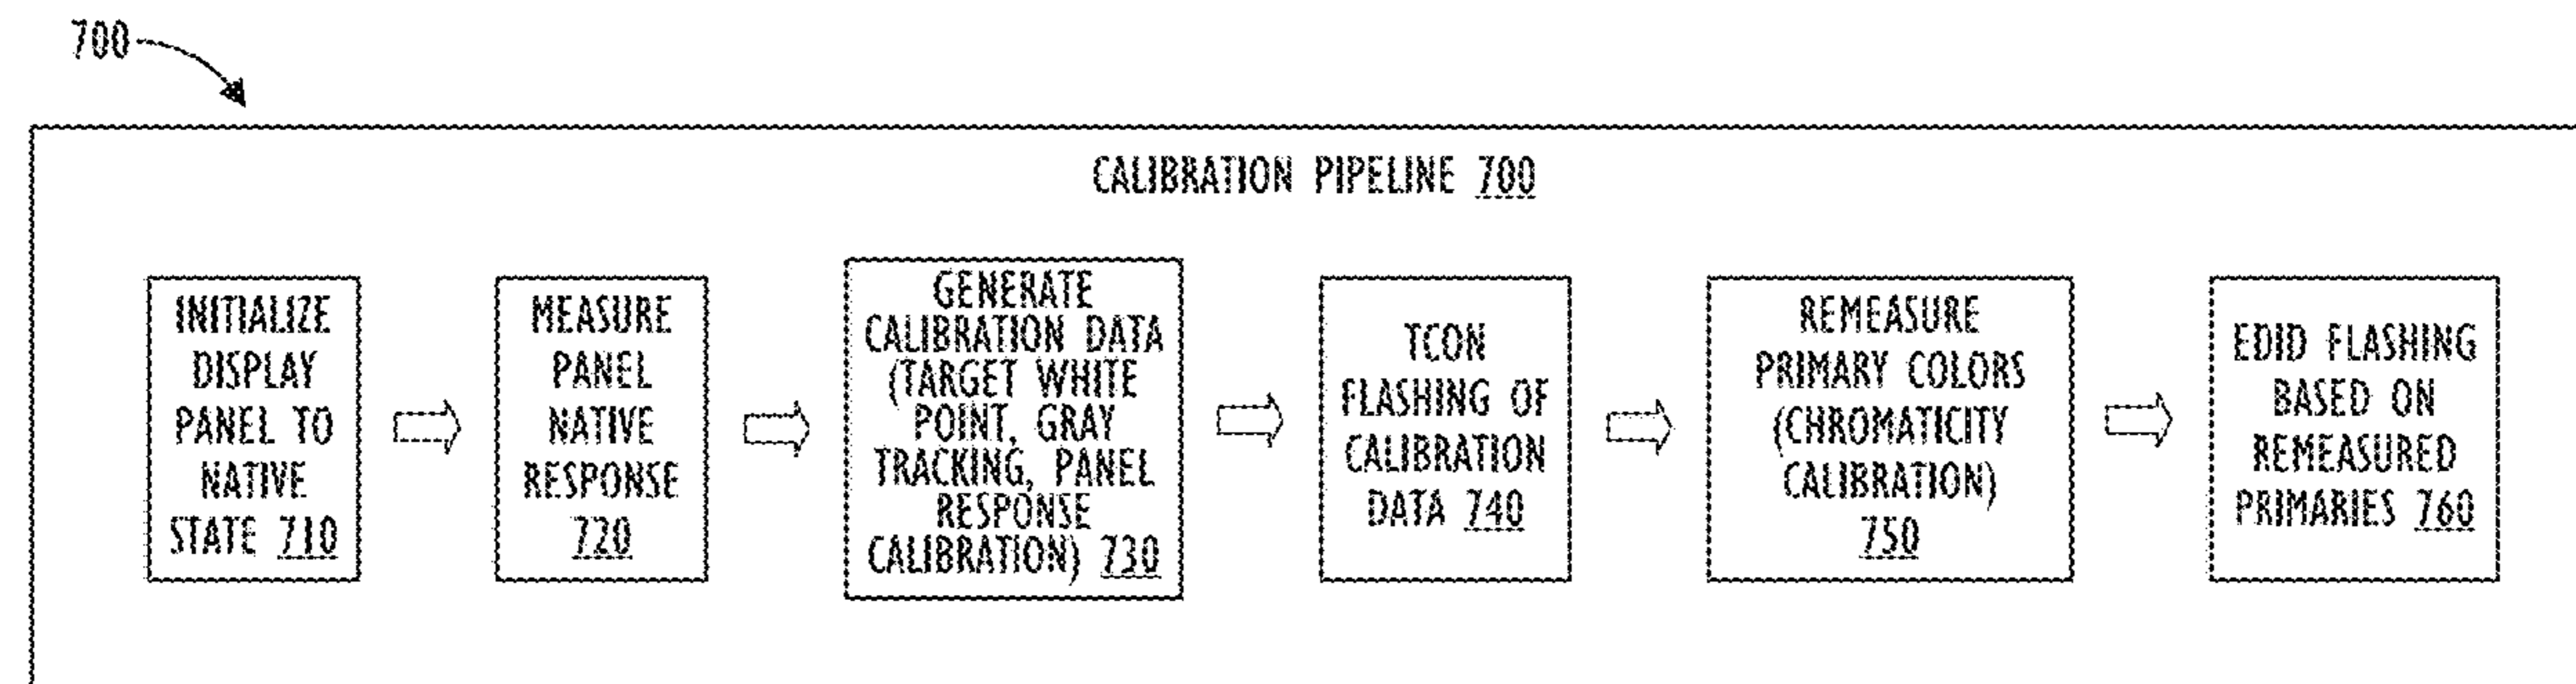 700
CALIBRATION PIPELINE 700
INITIALIZE
DISPLAY
PANEL TO
NATIVE
STATE 710
MEASURE
PANEL
NATIVE
RESPONSE
720
GENERATE
CALIBRATION DATA
(TARGET WHITE
POINT, GRAY
TRACKING, PANEL
RESPONSE
CALIBRATION) 730
TCON
FLASHING OF
CALIBRATION
DATA 740
REMEASURE
PRIMARY COLORS
(CHROMATICITY
CALIBRATION)
750
EDID FLASHING
BASED ON
REMEASURED
PRIMARIES 760